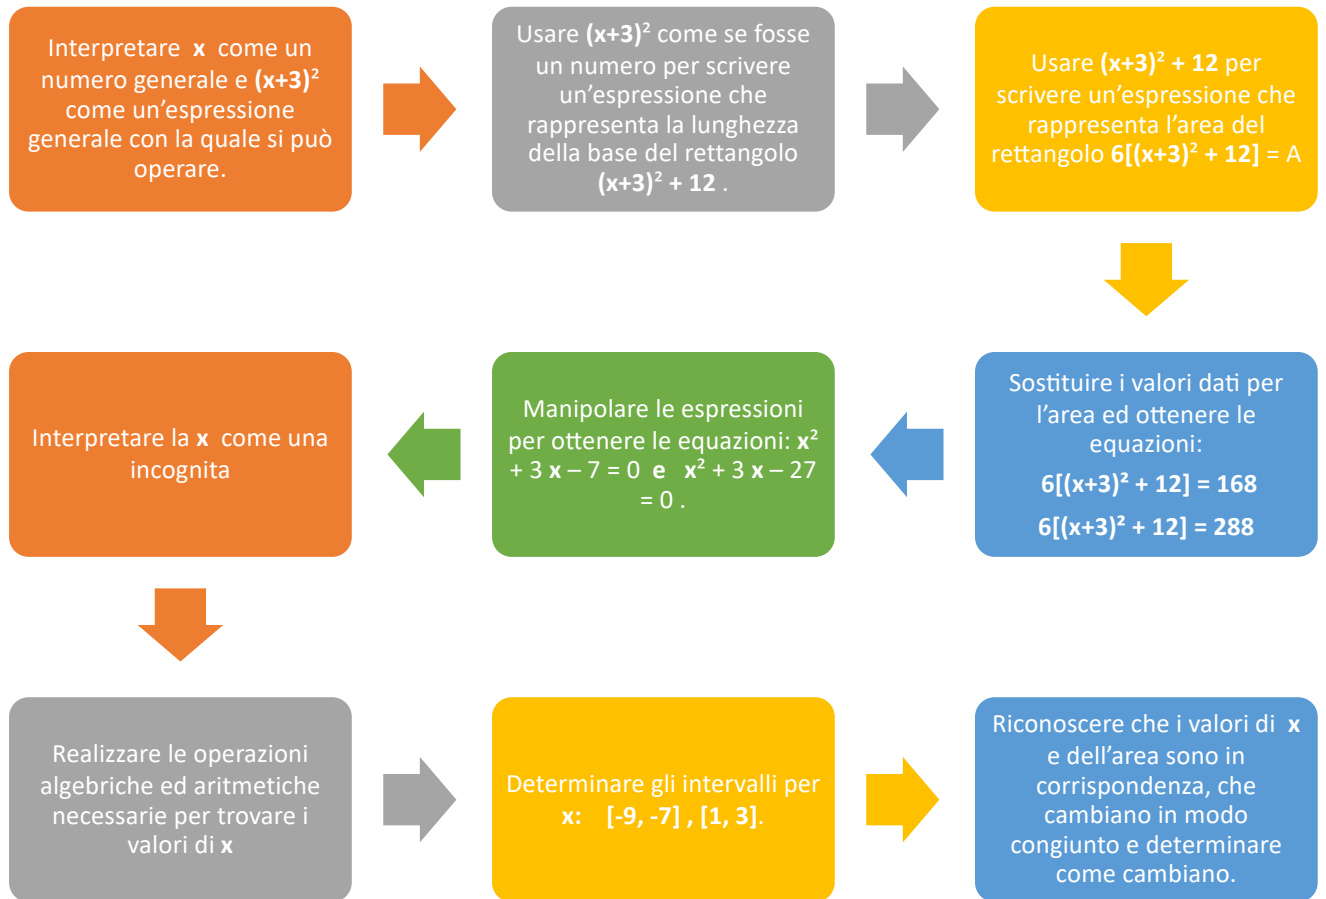 Interpretare x come un
numero generale e (x+3)²
come un'espressione
generale con la quale si può
operare.
Usare (x+3)² come se fosse
un numero per scrivere
un'espressione che
rappresenta la lunghezza
della base del rettangolo
(x+3)² + 12 .
Usare (x+3)² + 12 per
scrivere un'espressione che
rappresenta l'area del
rettangolo 6[(x+3)² + 12] = A
Sostituire i valori dati per
l'area ed ottenere le
equazioni:
6[(x+3)² + 12] = 168
6[(x+3)² + 12] = 288
Manipolare le espressioni
per ottenere le equazioni: x²
+ 3 x – 7 = 0 e x² + 3 x – 27
= 0 .
Interpretare la x come una
incognita
Realizzare le operazioni
algebriche ed aritmetiche
necessarie per trovare i
valori di x
Determinare gli intervalli per
x: [-9, -7] , [1, 3].
Riconoscere che i valori di x
e dell'area sono in
corrispondenza, che
cambiano in modo
congiunto e determinare
come cambiano.